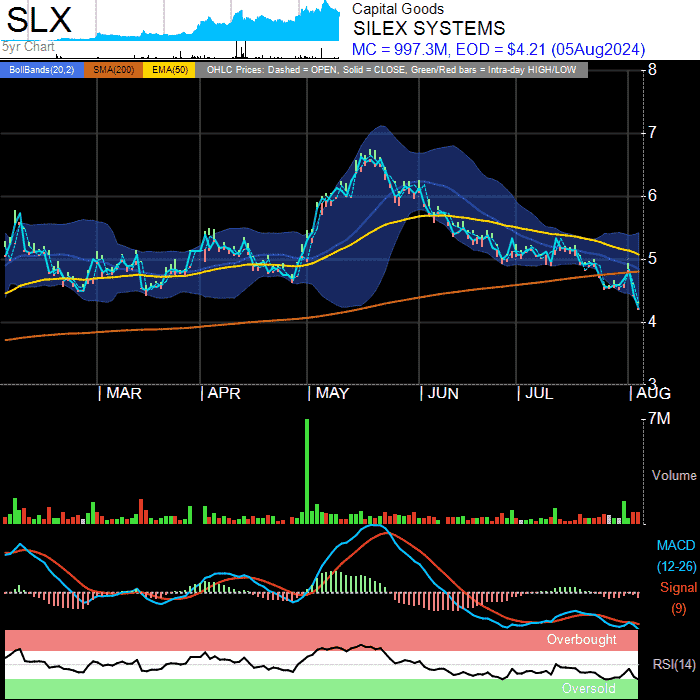 SLX
Capital Goods
SILEX SYSTEMS
5yr Chart
MC = 997.3M, EOD = $4.21 (05Aug2024)
BollBands(20,2) SMA(200) EMA(50) OHLC Prices: Dashed = OPEN, Solid = CLOSE, Green/Red bars = Intra-day HIGH/LOW
8
7
6
5
4
3
MAR APR MAY JUN JUL AUG
7M
Volume
MACD
(12-26)
Signal
(9)
Overbought
RSI(14)
Oversold